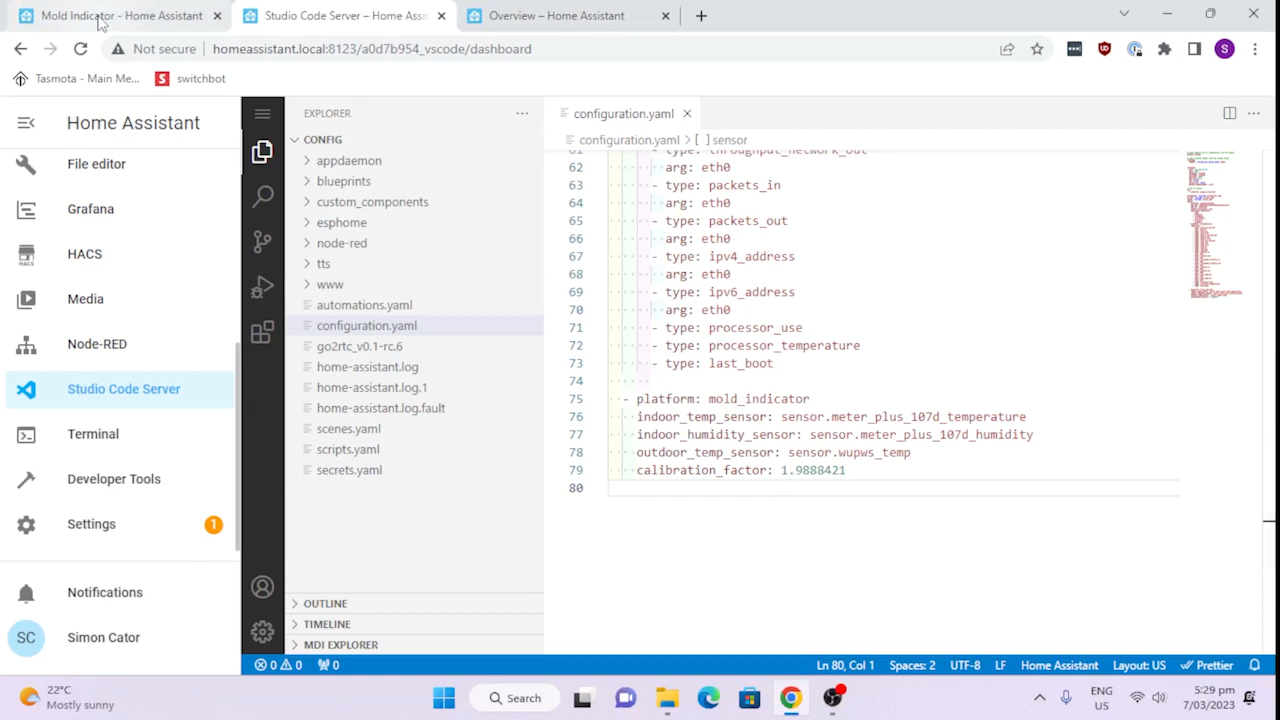 Mold Indicator - Home Assistant
Studio Code Server – Home Assis
Overview – Home Assistant
Not secure
homeassistant.local:8123/a0d7b954_vscode/dashboard
S
Tasmota - Main Me...
switchbot
Home Assistant
File editor
Grafana
HACS
HACS
Media
Node-RED
Studio Code Server
Terminal
Developer Tools
Settings
1
Notifications
SC
Simon Cator
EXPLORER
CONFIG
appdaemon
blueprints
custom_components
esphome
node-red
tts
www
automations.yaml
configuration.yaml
go2rtc_v0.1-rc.6
home-assistant.log
home-assistant.log.1
home-assistant.log.fault
scenes.yaml
scripts.yaml
secrets.yaml
OUTLINE
TIMELINE
MDI EXPLORER
configuration.yaml
configuration.yaml > [ ] sensor
61 - type: throughput_network_out
62 arg: eth0
63 - type: packets_in
64 arg: eth0
65 - type: packets_out
66 arg: eth0
67 - type: ipv4_address
68 arg: eth0
69 - type: ipv6_address
70 arg: eth0
71 - type: processor_use
72 - type: processor_temperature
73 - type: last_boot
74
75 - platform: mold_indicator
76 indoor_temp_sensor: sensor.meter_plus_107d_temperature
77 indoor_humidity_sensor: sensor.meter_plus_107d_humidity
78 outdoor_temp_sensor: sensor.wupws_temp
79 calibration_factor: 1.9888421
80
0 0 0
Ln 80, Col 1
Spaces: 2
UTF-8
LF
Home Assistant
Layout: US
Prettier
22°C
Mostly sunny
Search
ENG
US
5:29 pm
7/03/2023